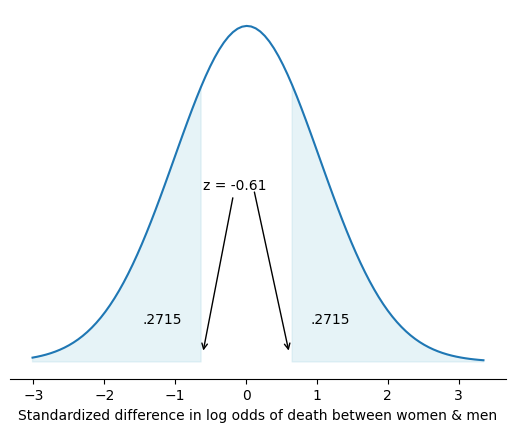 z = -0.61
.2715 .2715
−3 −2 −1 0 1 2 3
Standardized difference in log odds of death between women & men